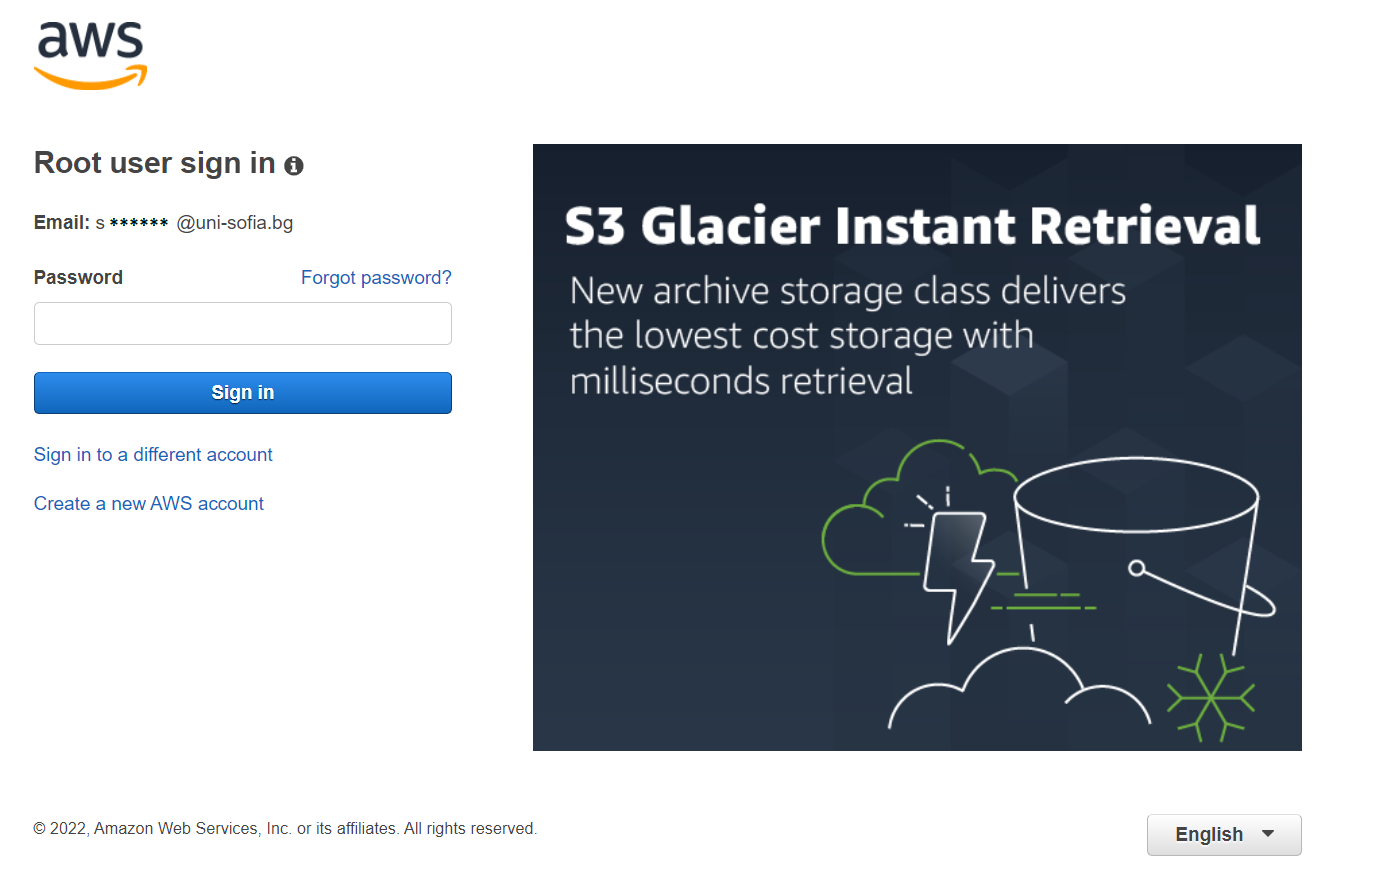 aws
Root user sign in
Email: s ****** @uni-sofia.bg
Password Forgot password?
Sign in
Sign in to a different account
Create a new AWS account
S3 Glacier Instant Retrieval
New archive storage class delivers
the lowest cost storage with
milliseconds retrieval
© 2022, Amazon Web Services, Inc. or its affiliates. All rights reserved.
English